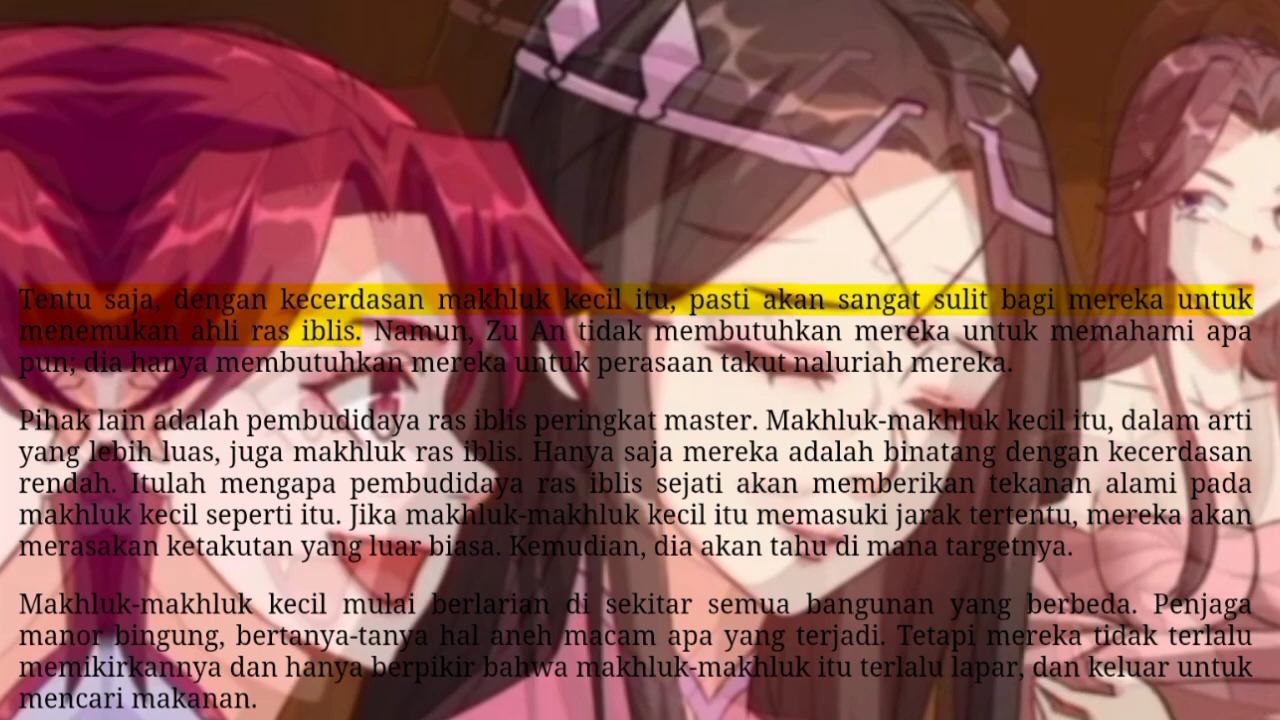 Tentu saja, dengan kecerdasan makhluk kecil itu, pasti akan sangat sulit bagi mereka untuk
menemukan ahli ras iblis. Namun, Zu An tidak membutuhkan mereka untuk memahami apa
pun; dia hanya membutuhkan mereka untuk perasaan takut naluriah mereka.
Pihak lain adalah pembudidaya ras iblis peringkat master. Makhluk-makhluk kecil itu, dalam arti
yang lebih luas, juga makhluk ras iblis. Hanya saja mereka adalah binatang dengan kecerdasan
rendah. Itulah mengapa pembudidaya ras iblis sejati akan memberikan tekanan alami pada
makhluk kecil seperti itu. Jika makhluk-makhluk kecil itu memasuki jarak tertentu, mereka akan
merasakan ketakutan yang luar biasa. Kemudian, dia akan tahu di mana targetnya.
Makhluk-makhluk kecil mulai berlarian di sekitar semua bangunan yang berbeda. Penjaga
manor bingung, bertanya-tanya hal aneh macam apa yang terjadi. Tetapi mereka tidak terlalu
memikirkannya dan hanya berpikir bahwa makhluk-makhluk itu terlalu lapar, dan keluar untuk
mencari makanan.